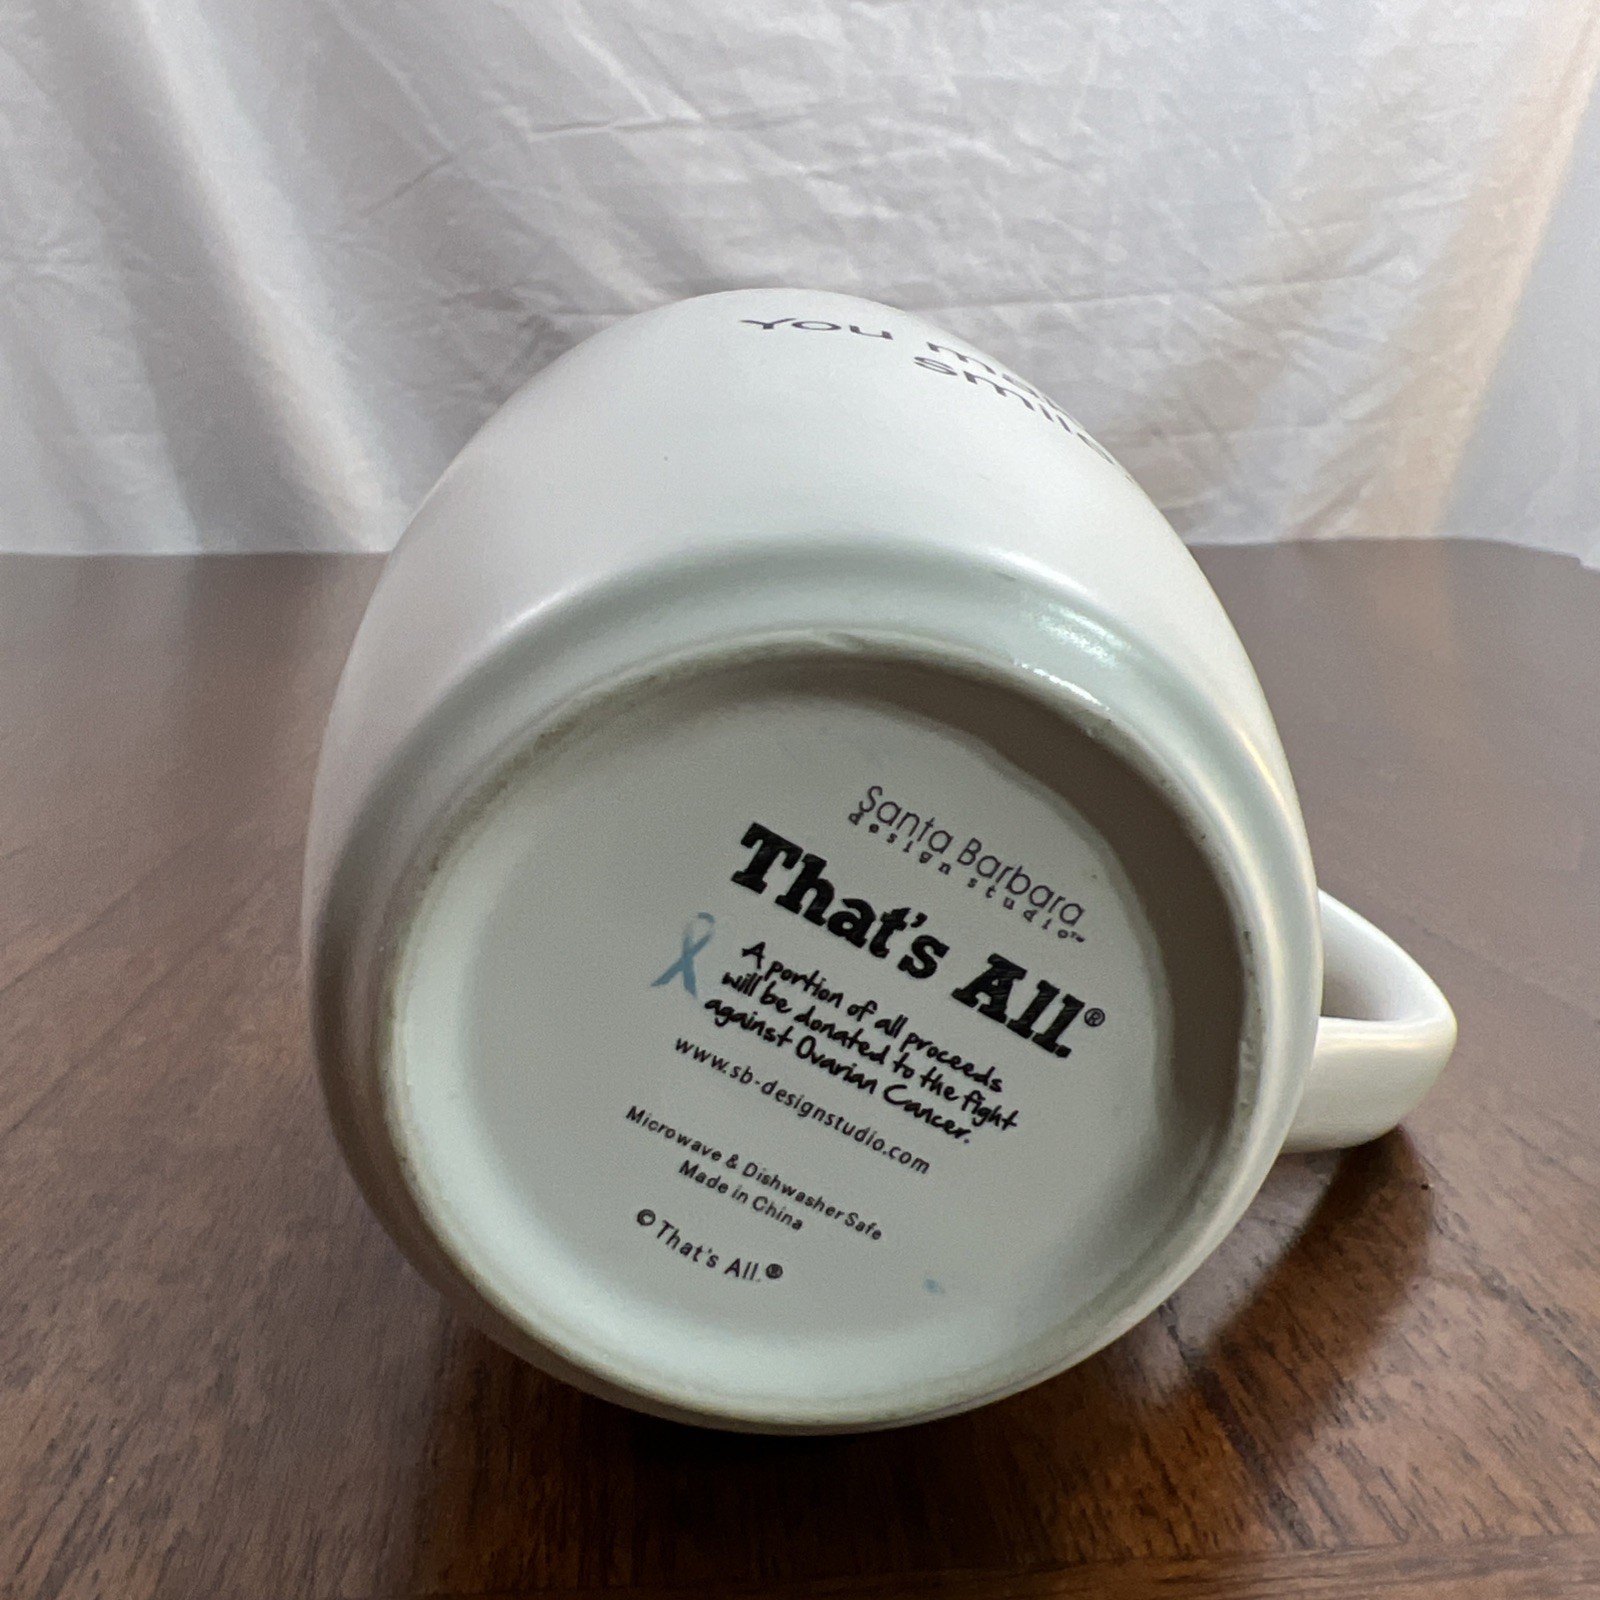 You
smile
Santa Barbara
design studio™
That's All.®
A portion of all proceeds
will be donated to the fight
against Ovarian Cancer.
www.sb-designstudio.com
Microwave & Dishwasher Safe
Made in China
© That's All.®